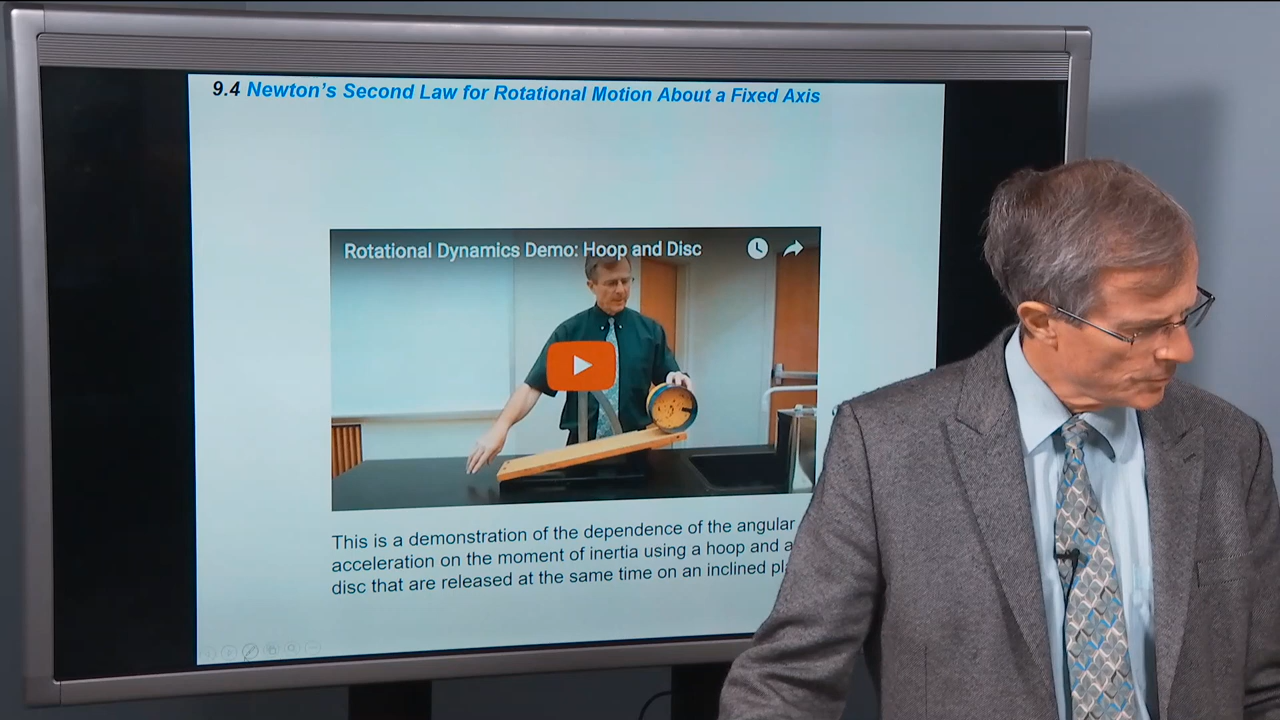 9.4 Newton's Second Law for Rotational Motion About a Fixed Axis
Rotational Dynamics Demo: Hoop and Disc
This is a demonstration of the dependence of the angular
acceleration on the moment of inertia using a hoop and a
disc that are released at the same time on an inclined